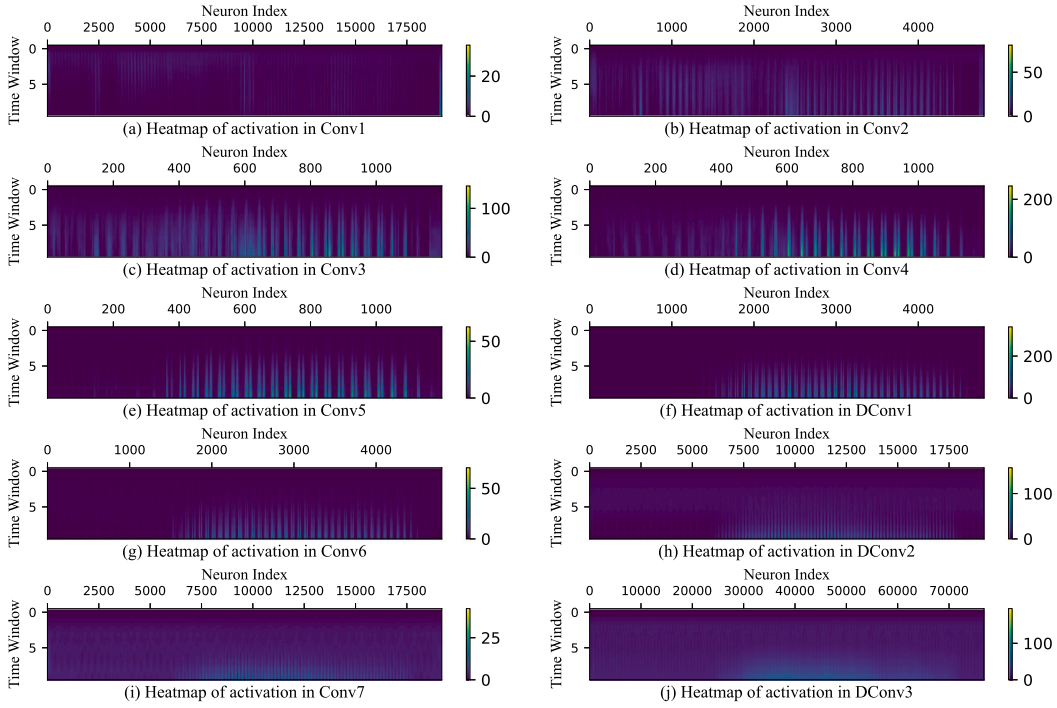 Neuron Index
0 2500 5000 7500 10000 12500 15000 17500
Time Window
0
5
20
0
(a) Heatmap of activation in Conv1
Neuron Index
0 2000 4000
Time Window
0
5
50
0
(b) Heatmap of activation in Conv2
Neuron Index
0 200 400 600 800 1000
Time Window
0
5
100
0
(c) Heatmap of activation in Conv3
Neuron Index
0 200 400 600 800 1000
Time Window
0
5
200
0
(d) Heatmap of activation in Conv4
Neuron Index
0 200 400 600 800 1000
Time Window
0
5
50
0
(e) Heatmap of activation in Conv5
Neuron Index
0 1000 2000 3000 4000
Time Window
0
5
200
0
(f) Heatmap of activation in DConv1
Neuron Index
0 1000 2000 3000 4000
Time Window
0
5
50
0
(g) Heatmap of activation in Conv6
Neuron Index
0 2500 5000 7500 10000 12500 15000 17500
Time Window
0
5
100
0
(h) Heatmap of activation in DConv2
Neuron Index
0 2500 5000 7500 10000 12500 15000 17500
Time Window
0
5
25
0
(i) Heatmap of activation in Conv7
Neuron Index
0 10000 20000 30000 40000 50000 60000 70000
Time Window
0
5
100
0
(j) Heatmap of activation in DConv3